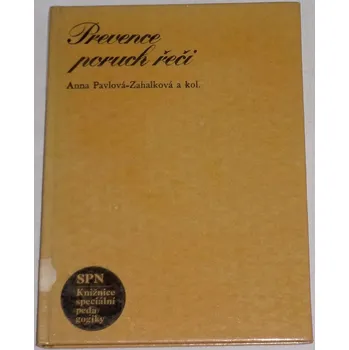 Prevence
poruch řeči
Anna Pavlová-Zahálková a kol.
SPN
Knižnice
speciální
peda
gogiky